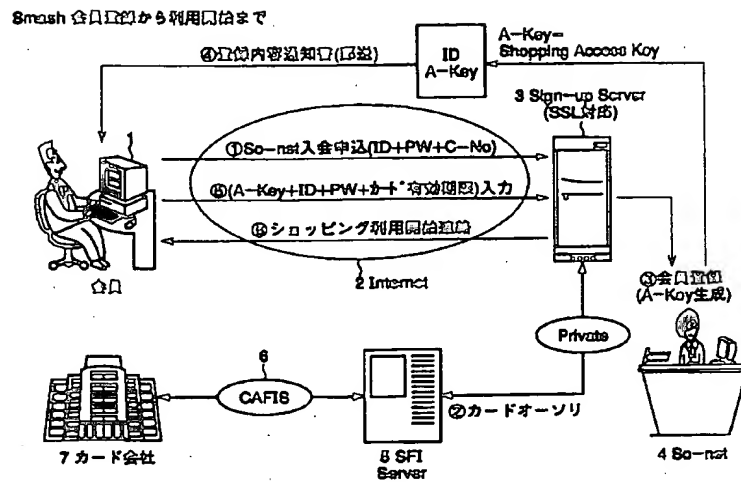 Smash 会員登録から利用開始まで
④登録内容通知書(郵送)
ID
A-Key
A-Key=
Shopping Access Key
3 Sign-up Server
(SSL対応)
1
①So-net入会申込(ID+PW+C-No)
⑤(A-Key+ID+PW+カード有効期限)入力
⑥ショッピング利用開始連絡
2 Internet
会員
③会員登録
(A-Key生成)
Private
6
CAFIS
②カードオーソリ
7 カード会社
5 SFI
Server
4 So-net